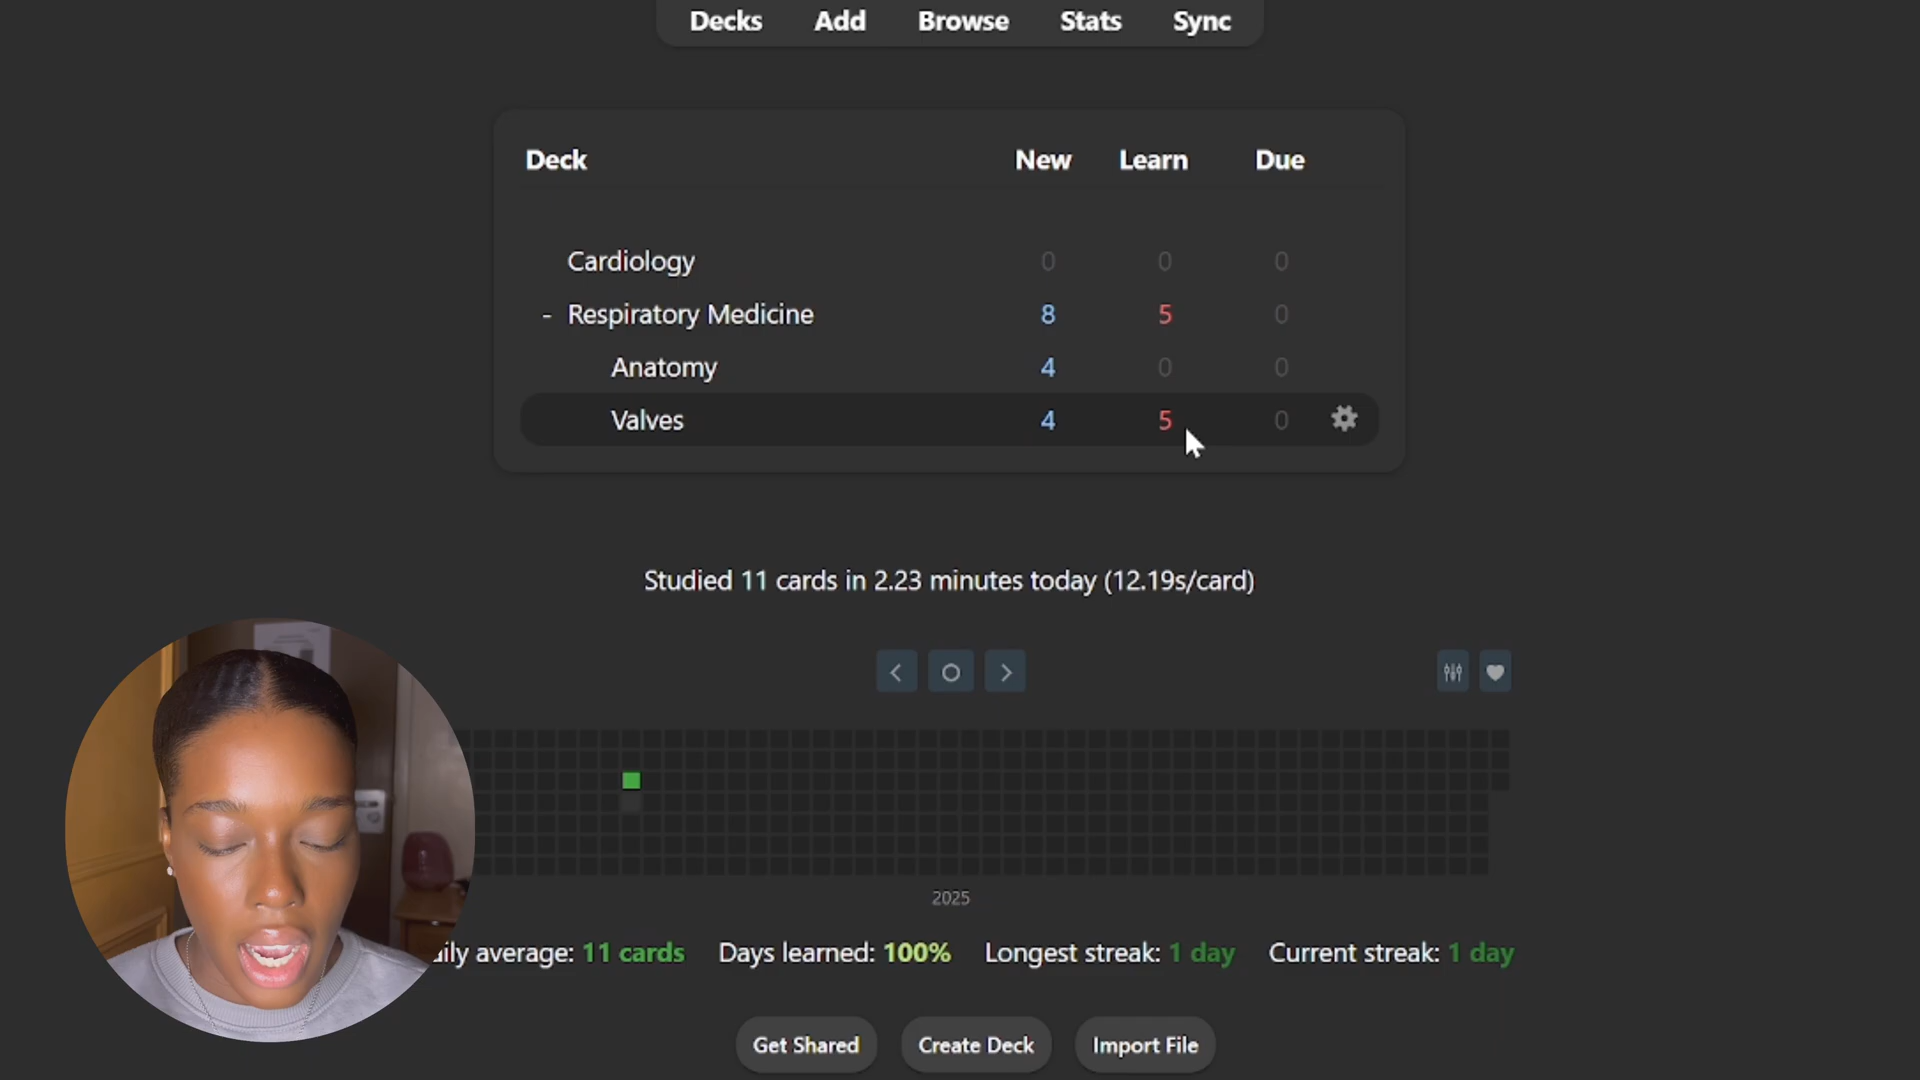 Decks Add Browse Stats Sync
Deck New Learn Due
Cardiology 0 0 0
- Respiratory Medicine 8 5 0
Anatomy 4 0 0
Valves 4 5 0
Studied 11 cards in 2.23 minutes today (12.19s/card)
2025
ily average: 11 cards Days learned: 100% Longest streak: 1 day Current streak: 1 day
Get Shared Create Deck Import File